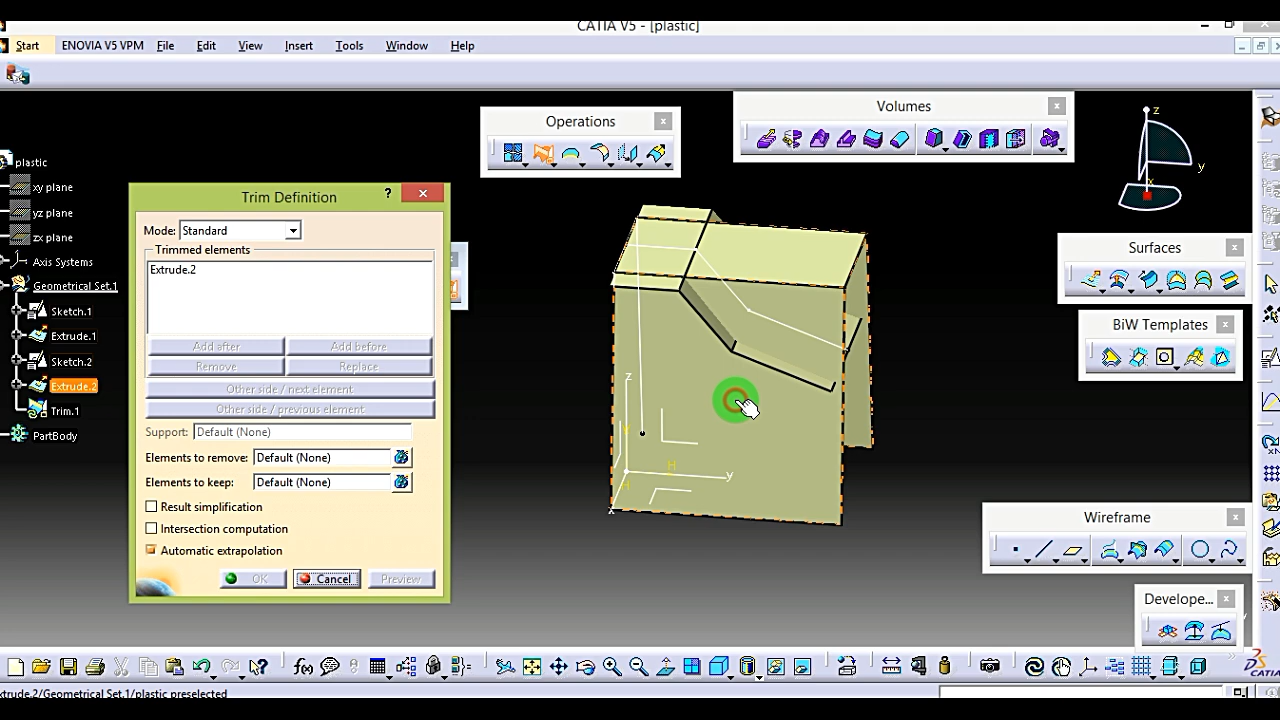 CATIA V5 - [plastic]
Start
ENOVIA V5 VPM
File
Edit
View
Insert
Tools
Window
Help
Operations
Volumes
plastic
xy plane
yz plane
zx plane
Axis Systems
Geometrical Set.1
Sketch.1
Extrude.1
Sketch.2
Extrude.2
Trim.1
PartBody
Trim Definition
?
Mode: Standard
Trimmed elements
Extrude.2
Add after
Add before
Remove
Replace
Other side / next element
Other side / previous element
Support: Default (None)
Elements to remove: Default (None)
Elements to keep: Default (None)
Result simplification
Intersection computation
Automatic extrapolation
OK
Cancel
Preview
z
y
x
z
y
x
H
H
Surfaces
BiW Templates
Wireframe
Develope...
f(x)
CATIA
xtrude.2/Geometrical Set.1/plastic preselected